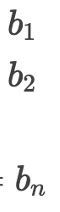 b₁
b₂
= bₙ